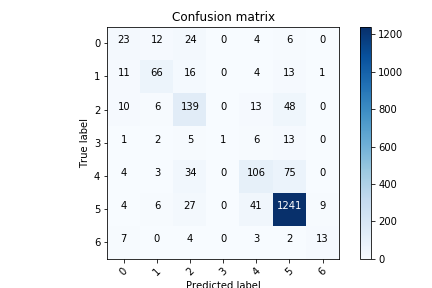 Confusion matrix
0 23 12 24 0 4 6 0
1 11 66 16 0 4 13 1
2 10 6 139 0 13 48 0
3 1 2 5 1 6 13 0
4 4 3 34 0 106 75 0
5 4 6 27 0 41 1241 9
6 7 0 4 0 3 2 13
0 1 2 3 4 5 6
True label
Predicted label
1200
1000
800
600
400
200
0